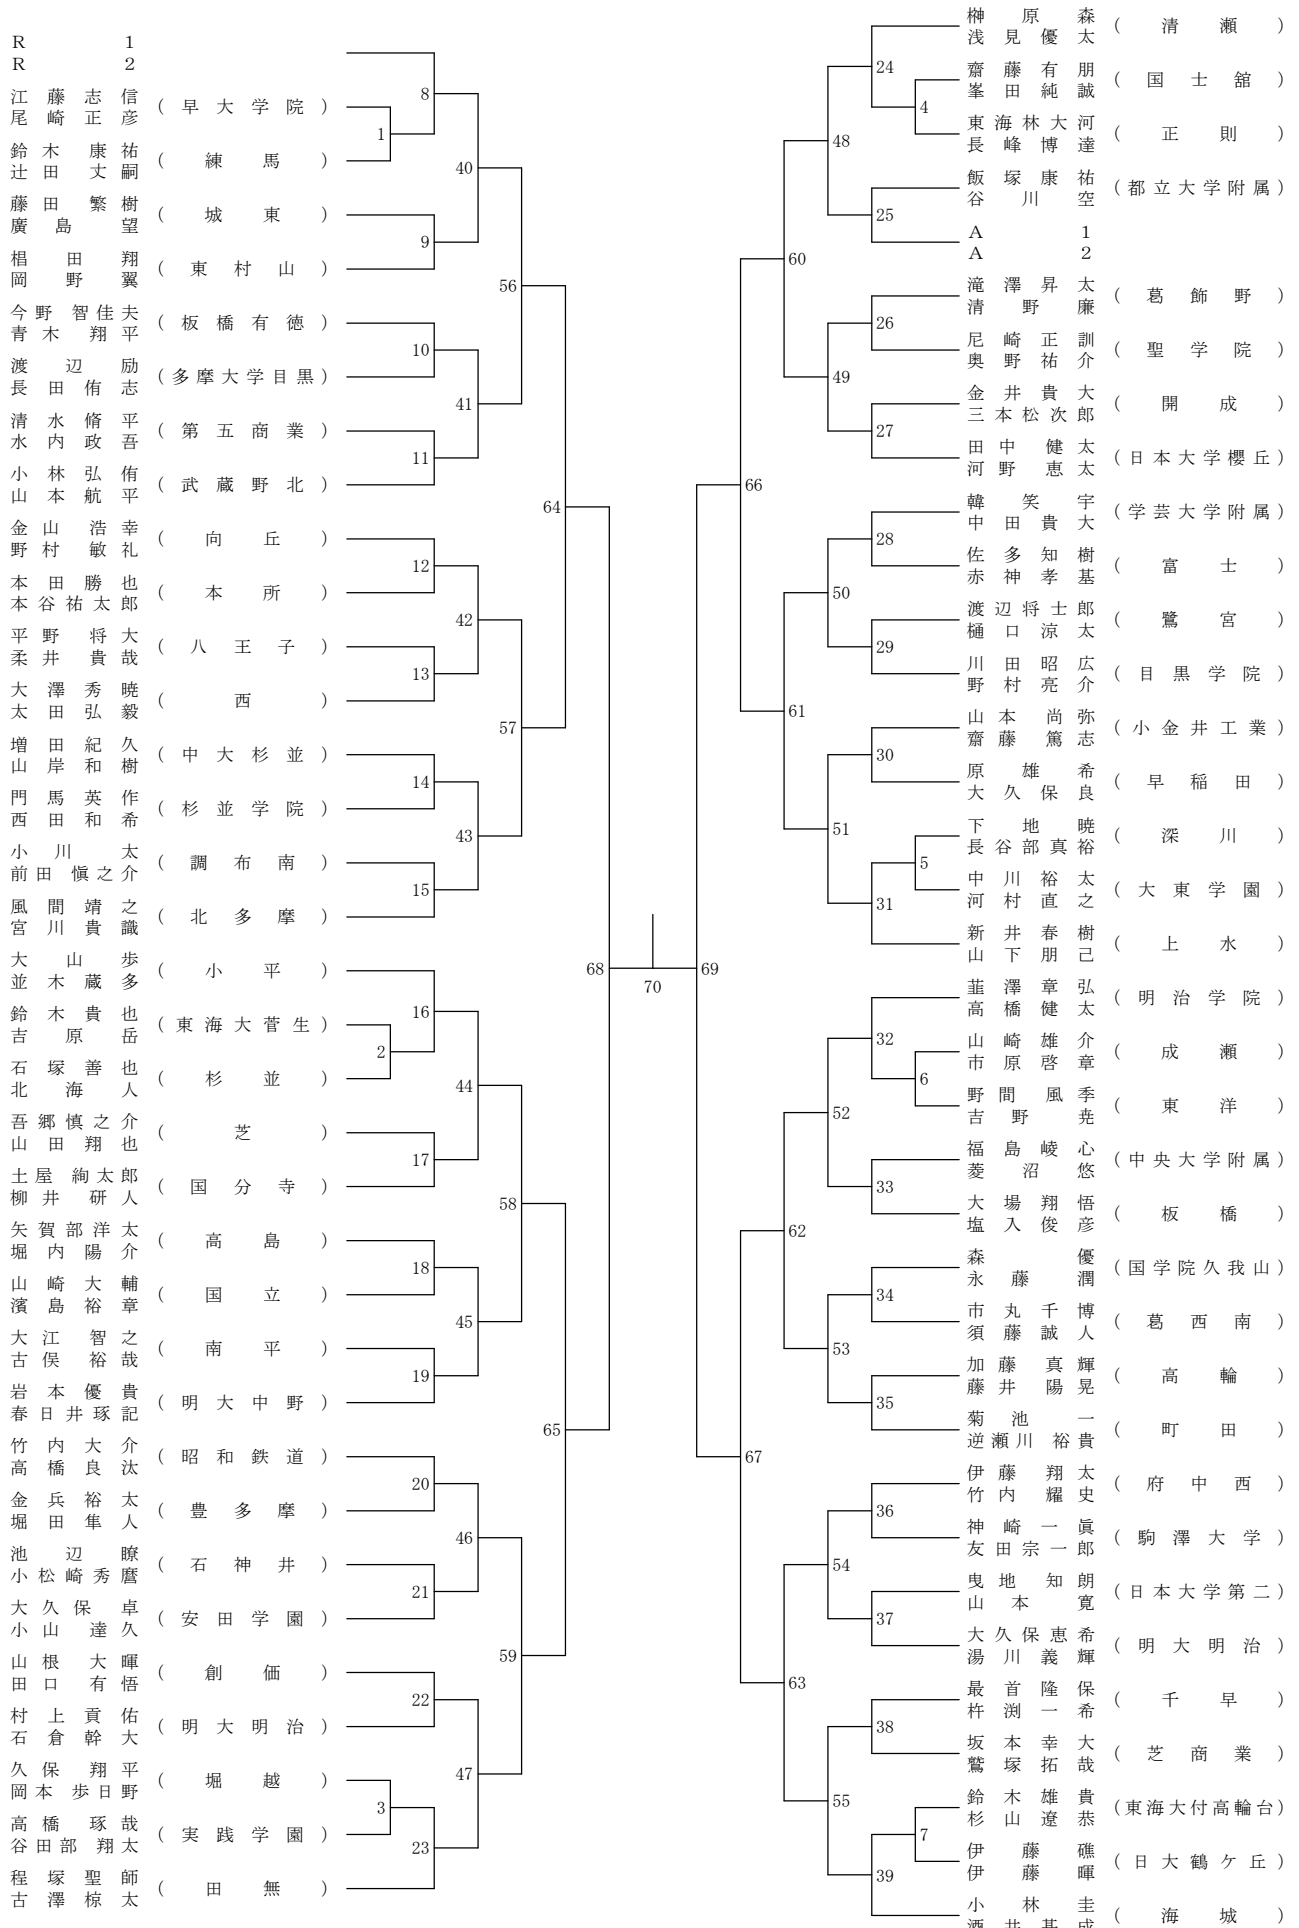 R 1
R 2
江藤志信
尾崎正彦
(早大学院)
鈴木康祐
辻田丈嗣
(練馬)
藤田繁樹
廣島望
(城東)
椙田翔
岡野翼
(東村山)
今野智佳夫
青木翔平
(板橋有徳)
渡辺励
長田侑志
(多摩大学目黒)
清水脩平
水内政吾
(第五商業)
小林弘侑
山本航平
(武蔵野北)
金山浩幸
野村敏礼
(向丘)
本田勝也
本谷祐太郎
(本所)
平野将大
柔井貴哉
(八王子)
大澤秀暁
太田弘毅
(西)
増田紀久
山岸和樹
(中大杉並)
門馬英作
西田和希
(杉並学院)
小川太
前田愼之介
(調布南)
風間靖之
宮川貴識
(北多摩)
大山歩
並木蔵多
(小平)
鈴木貴也
吉原岳
(東海大菅生)
石塚善也
北海人
(杉並)
吾郷慎之介
山田翔也
(芝)
土屋絢太郎
柳井研人
(国分寺)
矢賀部洋太
堀内陽介
(高島)
山崎大輔
濱島裕章
(国立)
大江智之
古俣裕哉
(南平)
岩本優貴
春日井琢記
(明大中野)
竹内大介
高橋良汰
(昭和鉄道)
金兵裕太
堀田隼人
(豊多摩)
池辺瞭
小松崎秀麿
(石神井)
大久保卓
小山達久
(安田学園)
山根大暉
田口有悟
(創価)
村上貢佑
石倉幹大
(明大明治)
久保翔平
岡本歩日野
(堀越)
高橋琢哉
谷田部翔太
(実践学園)
程塚聖師
古澤椋太
(田無)
1
2
3
8
9
10
11
12
13
14
15
16
17
18
19
20
21
22
23
40
41
42
43
44
45
46
47
56
57
58
59
64
65
68
70
69
66
67
60
61
62
63
48
49
50
51
52
53
54
55
24
25
26
27
28
29
30
31
32
33
34
35
36
37
38
39
4
5
6
7
榊原森
浅見優太
(清瀬)
齋藤有朋
峯田純誠
(国士舘)
東海林大河
長峰博達
(正則)
飯塚康祐
谷川空
(都立大学附属)
A 1
A 2
滝澤昇太
清野廉
(葛飾野)
尼崎正訓
奥野祐介
(聖学院)
金井貴大
三本松次郎
(開成)
田中健太
河野恵太
(日本大学櫻丘)
韓笑宇
中田貴大
(学芸大学附属)
佐多知樹
赤神孝基
(富士)
渡辺将士郎
樋口涼太
(鷺宮)
川田昭広
野村亮介
(目黒学院)
山本尚弥
齋藤篤志
(小金井工業)
原雄希
大久保良
(早稲田)
下地暁
長谷部真裕
(深川)
中川裕太
河村直之
(大東学園)
新井春樹
山下朋己
(上水)
韮澤章弘
高橋健太
(明治学院)
山崎雄介
市原啓章
(成瀬)
野間風季
吉野尭
(東洋)
福島崚心
菱沼悠
(中央大学附属)
大場翔悟
塩入俊彦
(板橋)
森優
永藤潤
(国学院久我山)
市丸千博
須藤誠人
(葛西南)
加藤真輝
藤井陽晃
(高輪)
菊池一
逆瀬川裕貴
(町田)
伊藤翔太
竹内耀史
(府中西)
神崎一眞
友田宗一郎
(駒澤大学)
曳地知朗
山本寛
(日本大学第二)
大久保恵希
湯川義輝
(明大明治)
最首隆保
杵渕一希
(千早)
坂本幸大
鷲塚拓哉
(芝商業)
鈴木雄貴
杉山遼恭
(東海大付高輪台)
伊藤礁
伊藤暉
(日大鶴ケ丘)
小林圭
(海城)